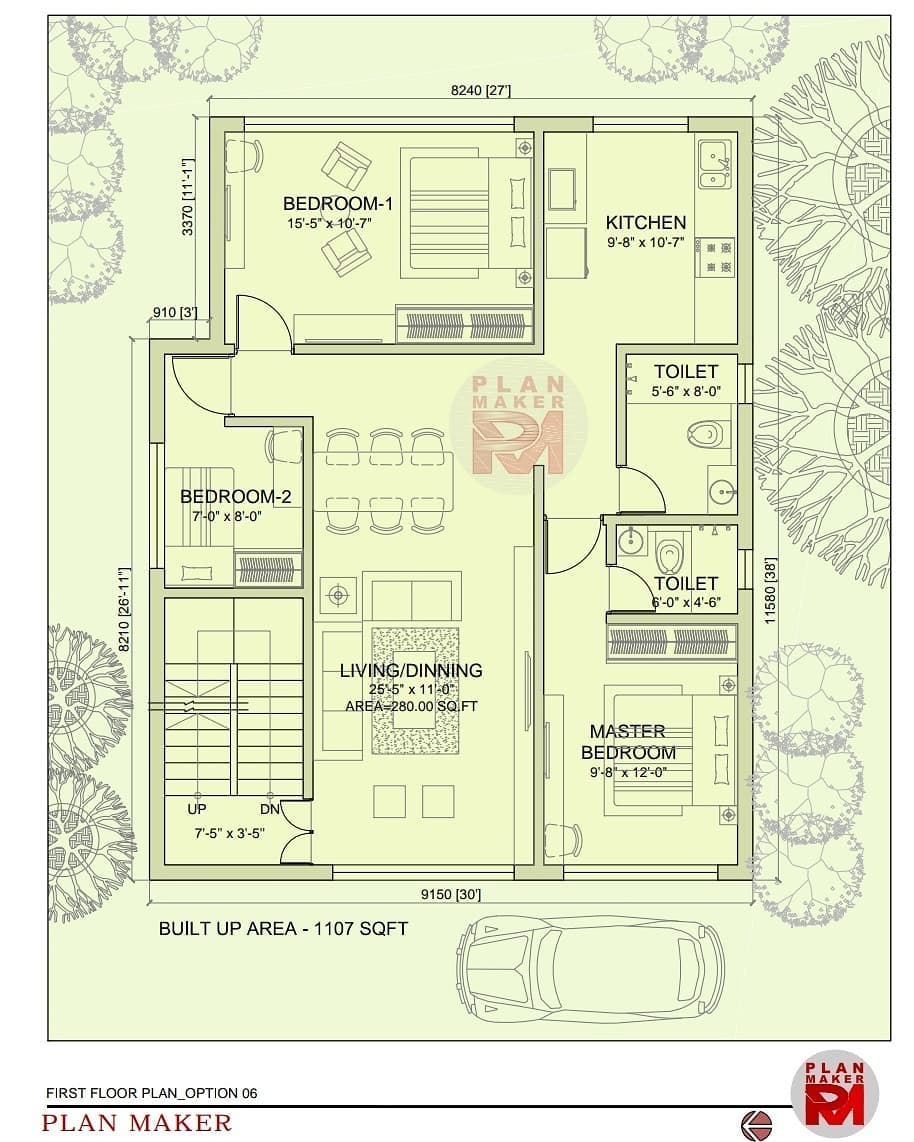 8240 [27']
3370 [11'-1"]
BEDROOM-1
15'-5" x 10'-7"
KITCHEN
9'-8" x 10'-7"
910 [3']
TOILET
5'-6" x 8'-0"
PLAN
MAKER
PM
BEDROOM-2
7'-0" x 8'-0"
TOILET
6'-0" x 4'-6"
8210 [26'-11"]
11580 [38']
LIVING/DINNING
25'-5" x 11'-0"
AREA=280.00 SQ.FT
MASTER
BEDROOM
9'-8" x 12'-0"
UP
DN
7'-5" x 3'-5"
9150 [30']
BUILT UP AREA - 1107 SQFT
FIRST FLOOR PLAN_OPTION 06
PLAN MAKER
PLAN
MAKER
PM